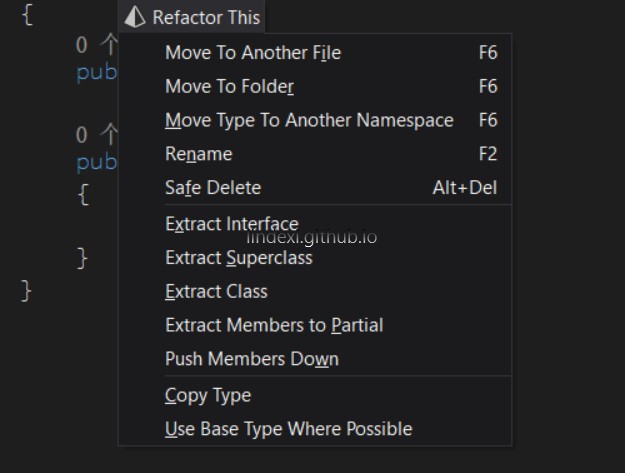 {
Refactor This
0 个
pub
Move To Another File F6
Move To Folder F6
Move Type To Another Namespace F6
0 个
Rename F2
pub
Safe Delete Alt+Del
{
Extract Interface
lindexi.github.io
Extract Superclass
}
Extract Class
}
Extract Members to Partial
Push Members Down
Copy Type
Use Base Type Where Possible